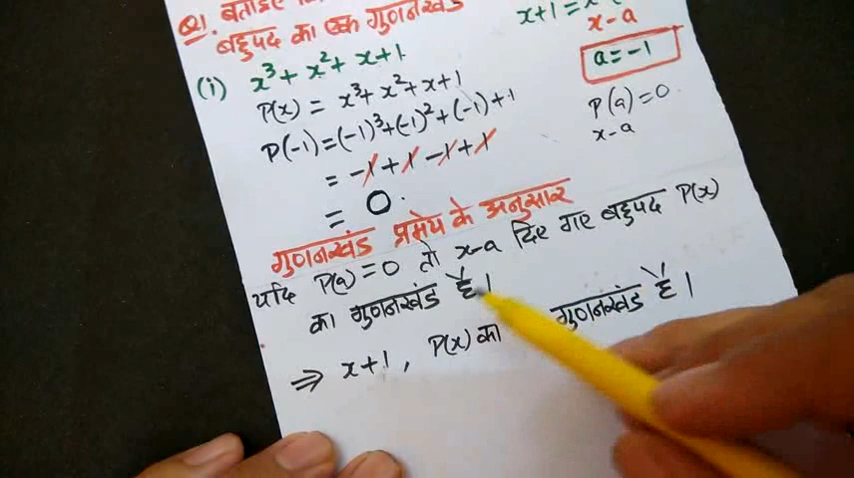 Q1. बताइए
बहुपद का एक गुणनखंड
x+1 =
x-a
a=-1
(i) x³+x²+x+1
P(x) = x³+x²+x+1
P(-1)=(-1)³+(-1)²+(-1)+1
= -1+1-1+1
= 0.
P(a)=0
x-a
गुणनखंड प्रमेय के अनुसार
यदि P(a)=0 तो x-a दिए गए बहुपद P(x)
का गुणनखंड है।
⇒ x+1, P(x) का गुणनखंड है।